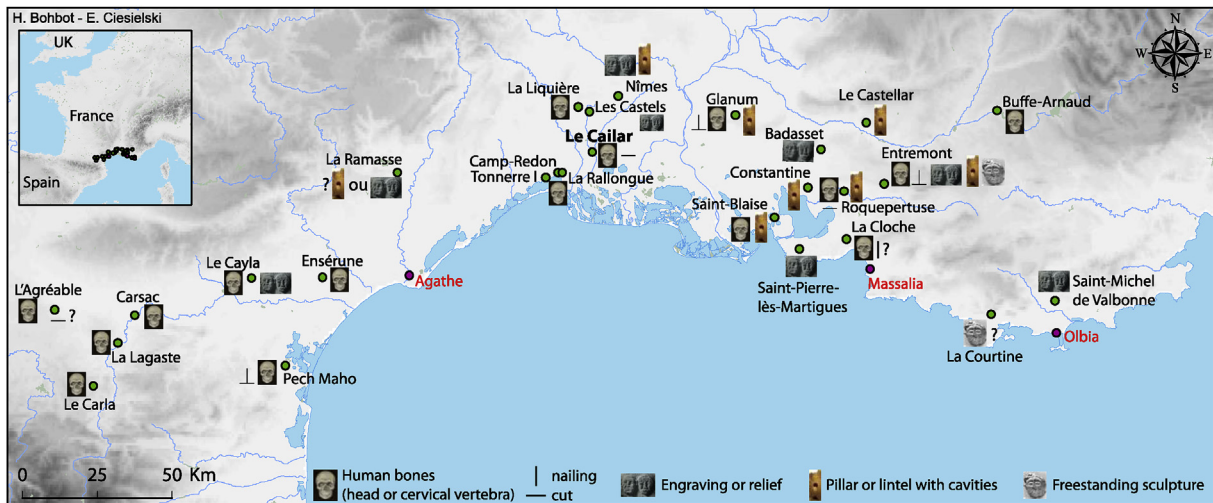 H. Bohbot - E. Ciesielski
UK
France
Spain
N
W
E
S
Nîmes
La Liquière
Les Castels
Glanum
Le Castellar
Buffe-Arnaud
Le Cailar
Badasset
La Ramasse
? ou
Camp-Redon
Tonnerre I
La Rallongue
Constantine
Entremont
Saint-Blaise
Roquepertuse
La Cloche
?
Le Cayla
Ensérune
Agathe
Saint-Pierre-
lès-Martigues
Massalia
Saint-Michel
de Valbonne
L'Agréable
?
Carsac
La Lagaste
Pech Maho
Le Carla
?
La Courtine
Olbia
0 25 50 Km
Human bones
(head or cervical vertebra)
nailing
cut
Engraving or relief
Pillar or lintel with cavities
Freestanding sculpture